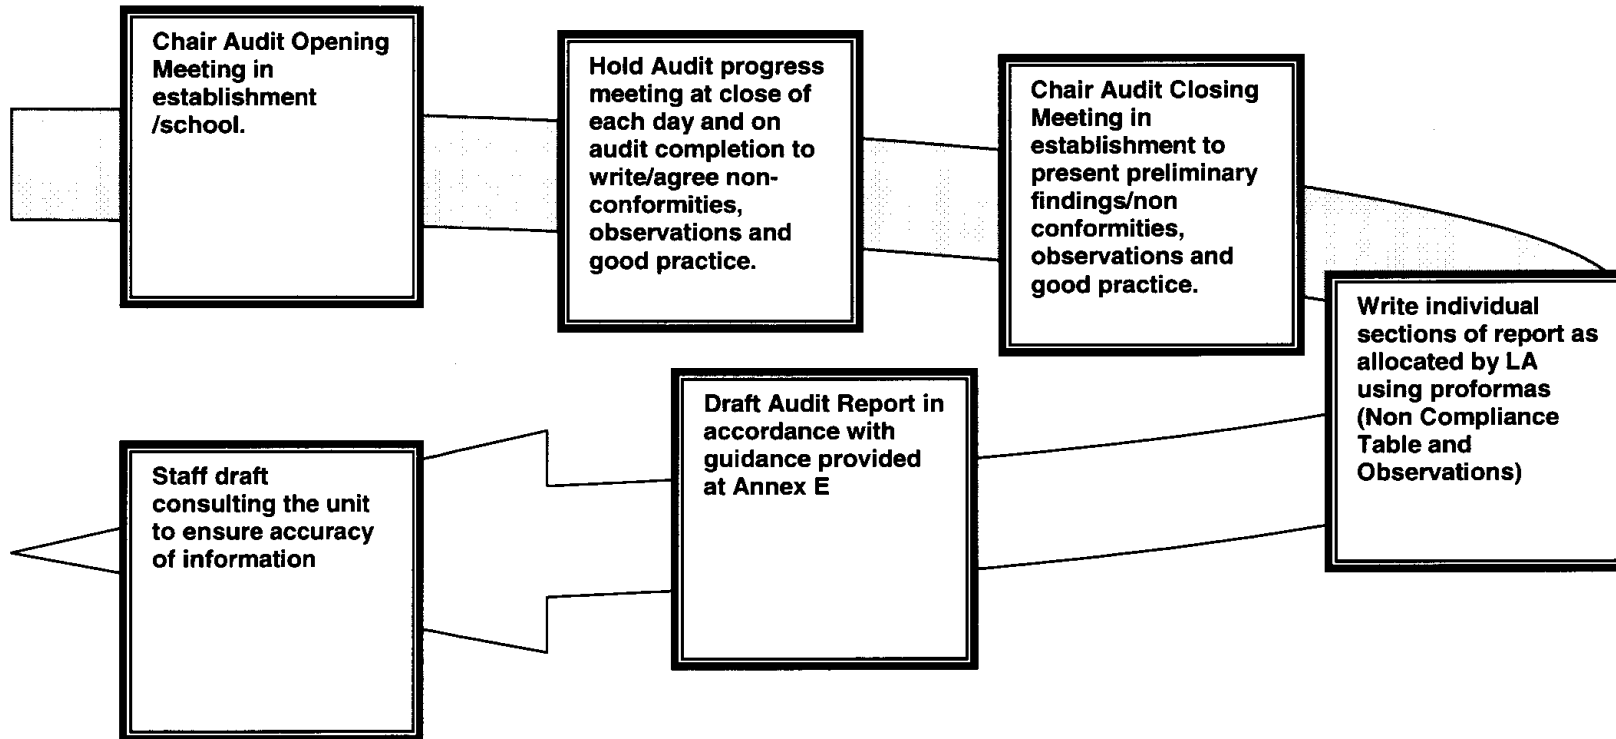 Chair Audit Opening
Meeting in
establishment
/school.
Hold Audit progress
meeting at close of
each day and on
audit completion to
write/agree non-
conformities,
observations and
good practice.
Chair Audit Closing
Meeting in
establishment to
present preliminary
findings/non
conformities,
observations and
good practice.
Write individual
sections of report as
allocated by LA
using proformas
(Non Compliance
Table and
Observations)
Draft Audit Report in
accordance with
guidance provided
at Annex E
Staff draft
consulting the unit
to ensure accuracy
of information